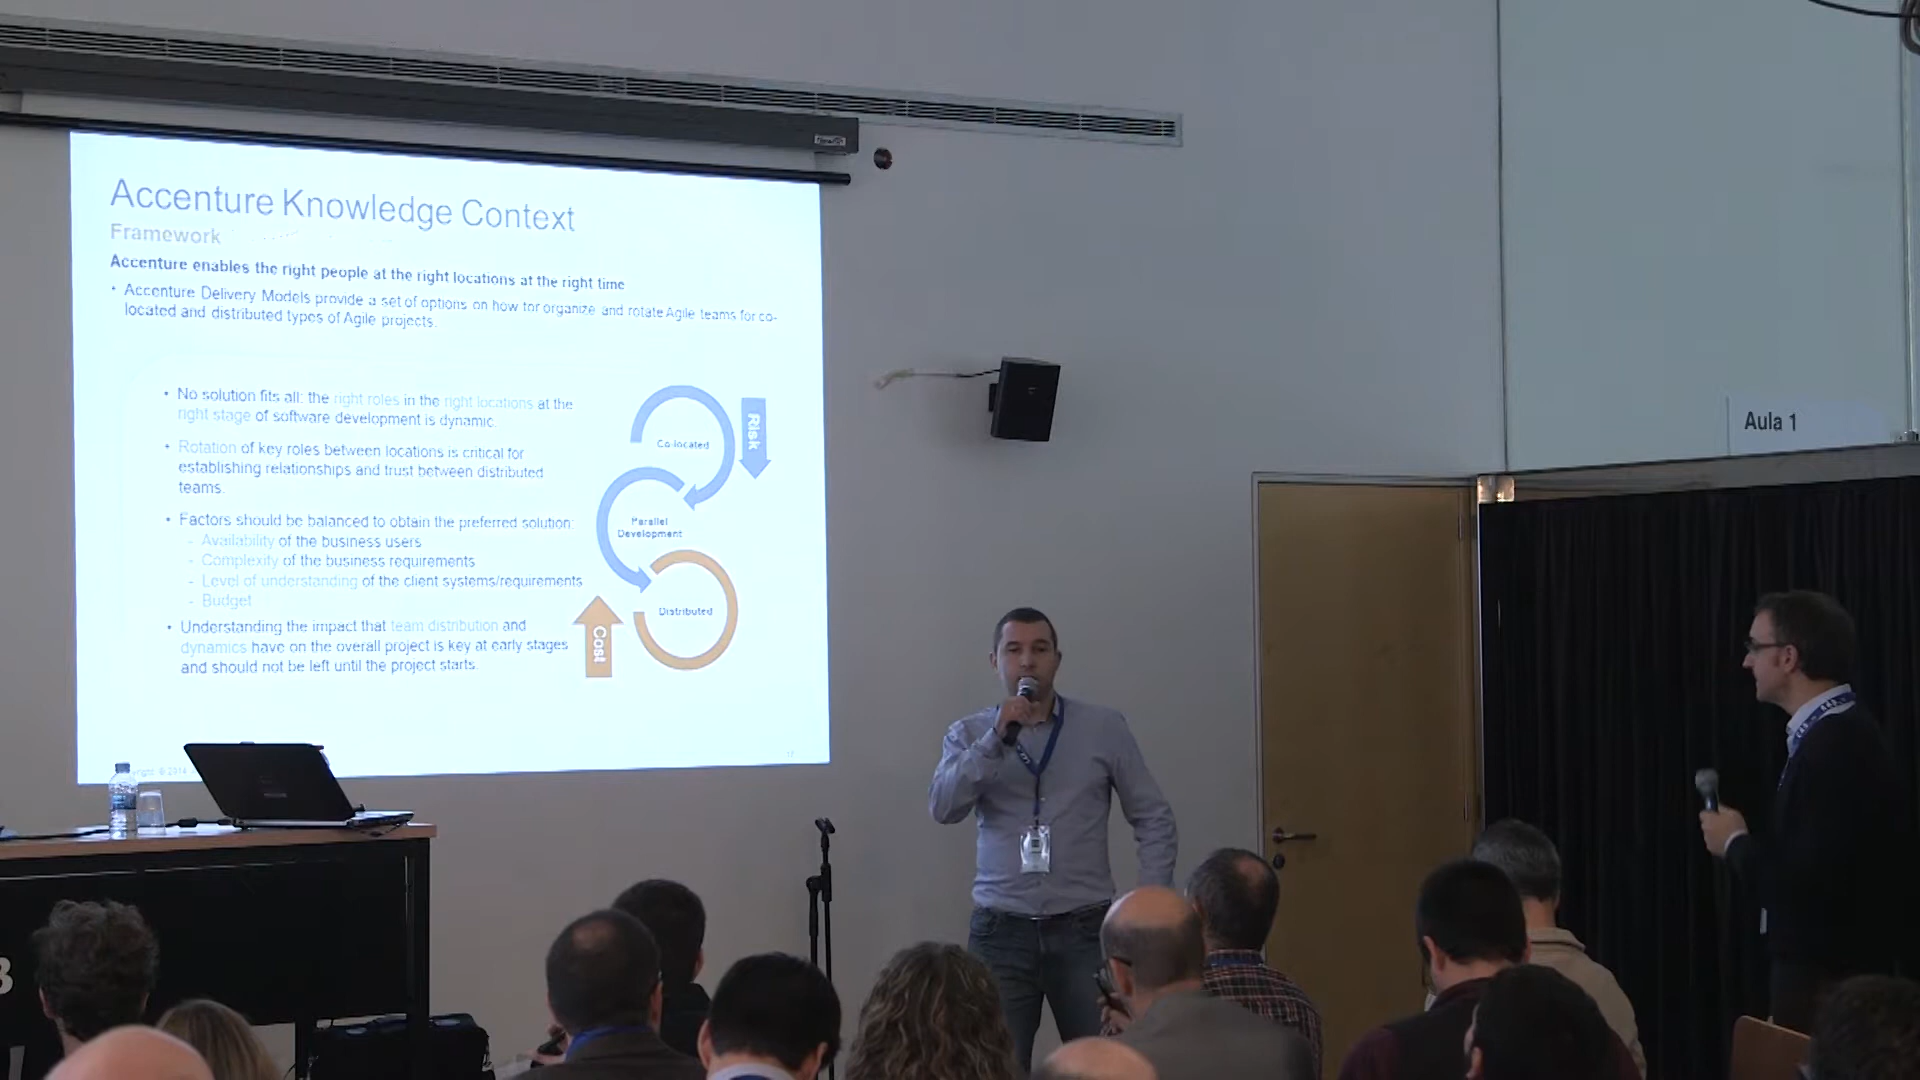 Accenture Knowledge Context
Framework
Accenture enables the right people at the right locations at the right time
• Accenture Delivery Models provide a set of options on how tor organize and rotate Agile teams for co-
located and distributed types of Agile projects.
• No solution fits all: the right roles in the right locations at the
right stage of software development is dynamic.
• Rotation of key roles between locations is critical for
establishing relationships and trust between distributed
teams.
• Factors should be balanced to obtain the preferred solution:
- Availability of the business users
- Complexity of the business requirements
- Level of understanding of the client systems/requirements
- Budget
• Understanding the impact that team distribution and
dynamics have on the overall project is key at early stages
and should not be left until the project starts.
Co-located
Risk
Parallel
Development
Distributed
Cost
© 2014
17
Aula 1